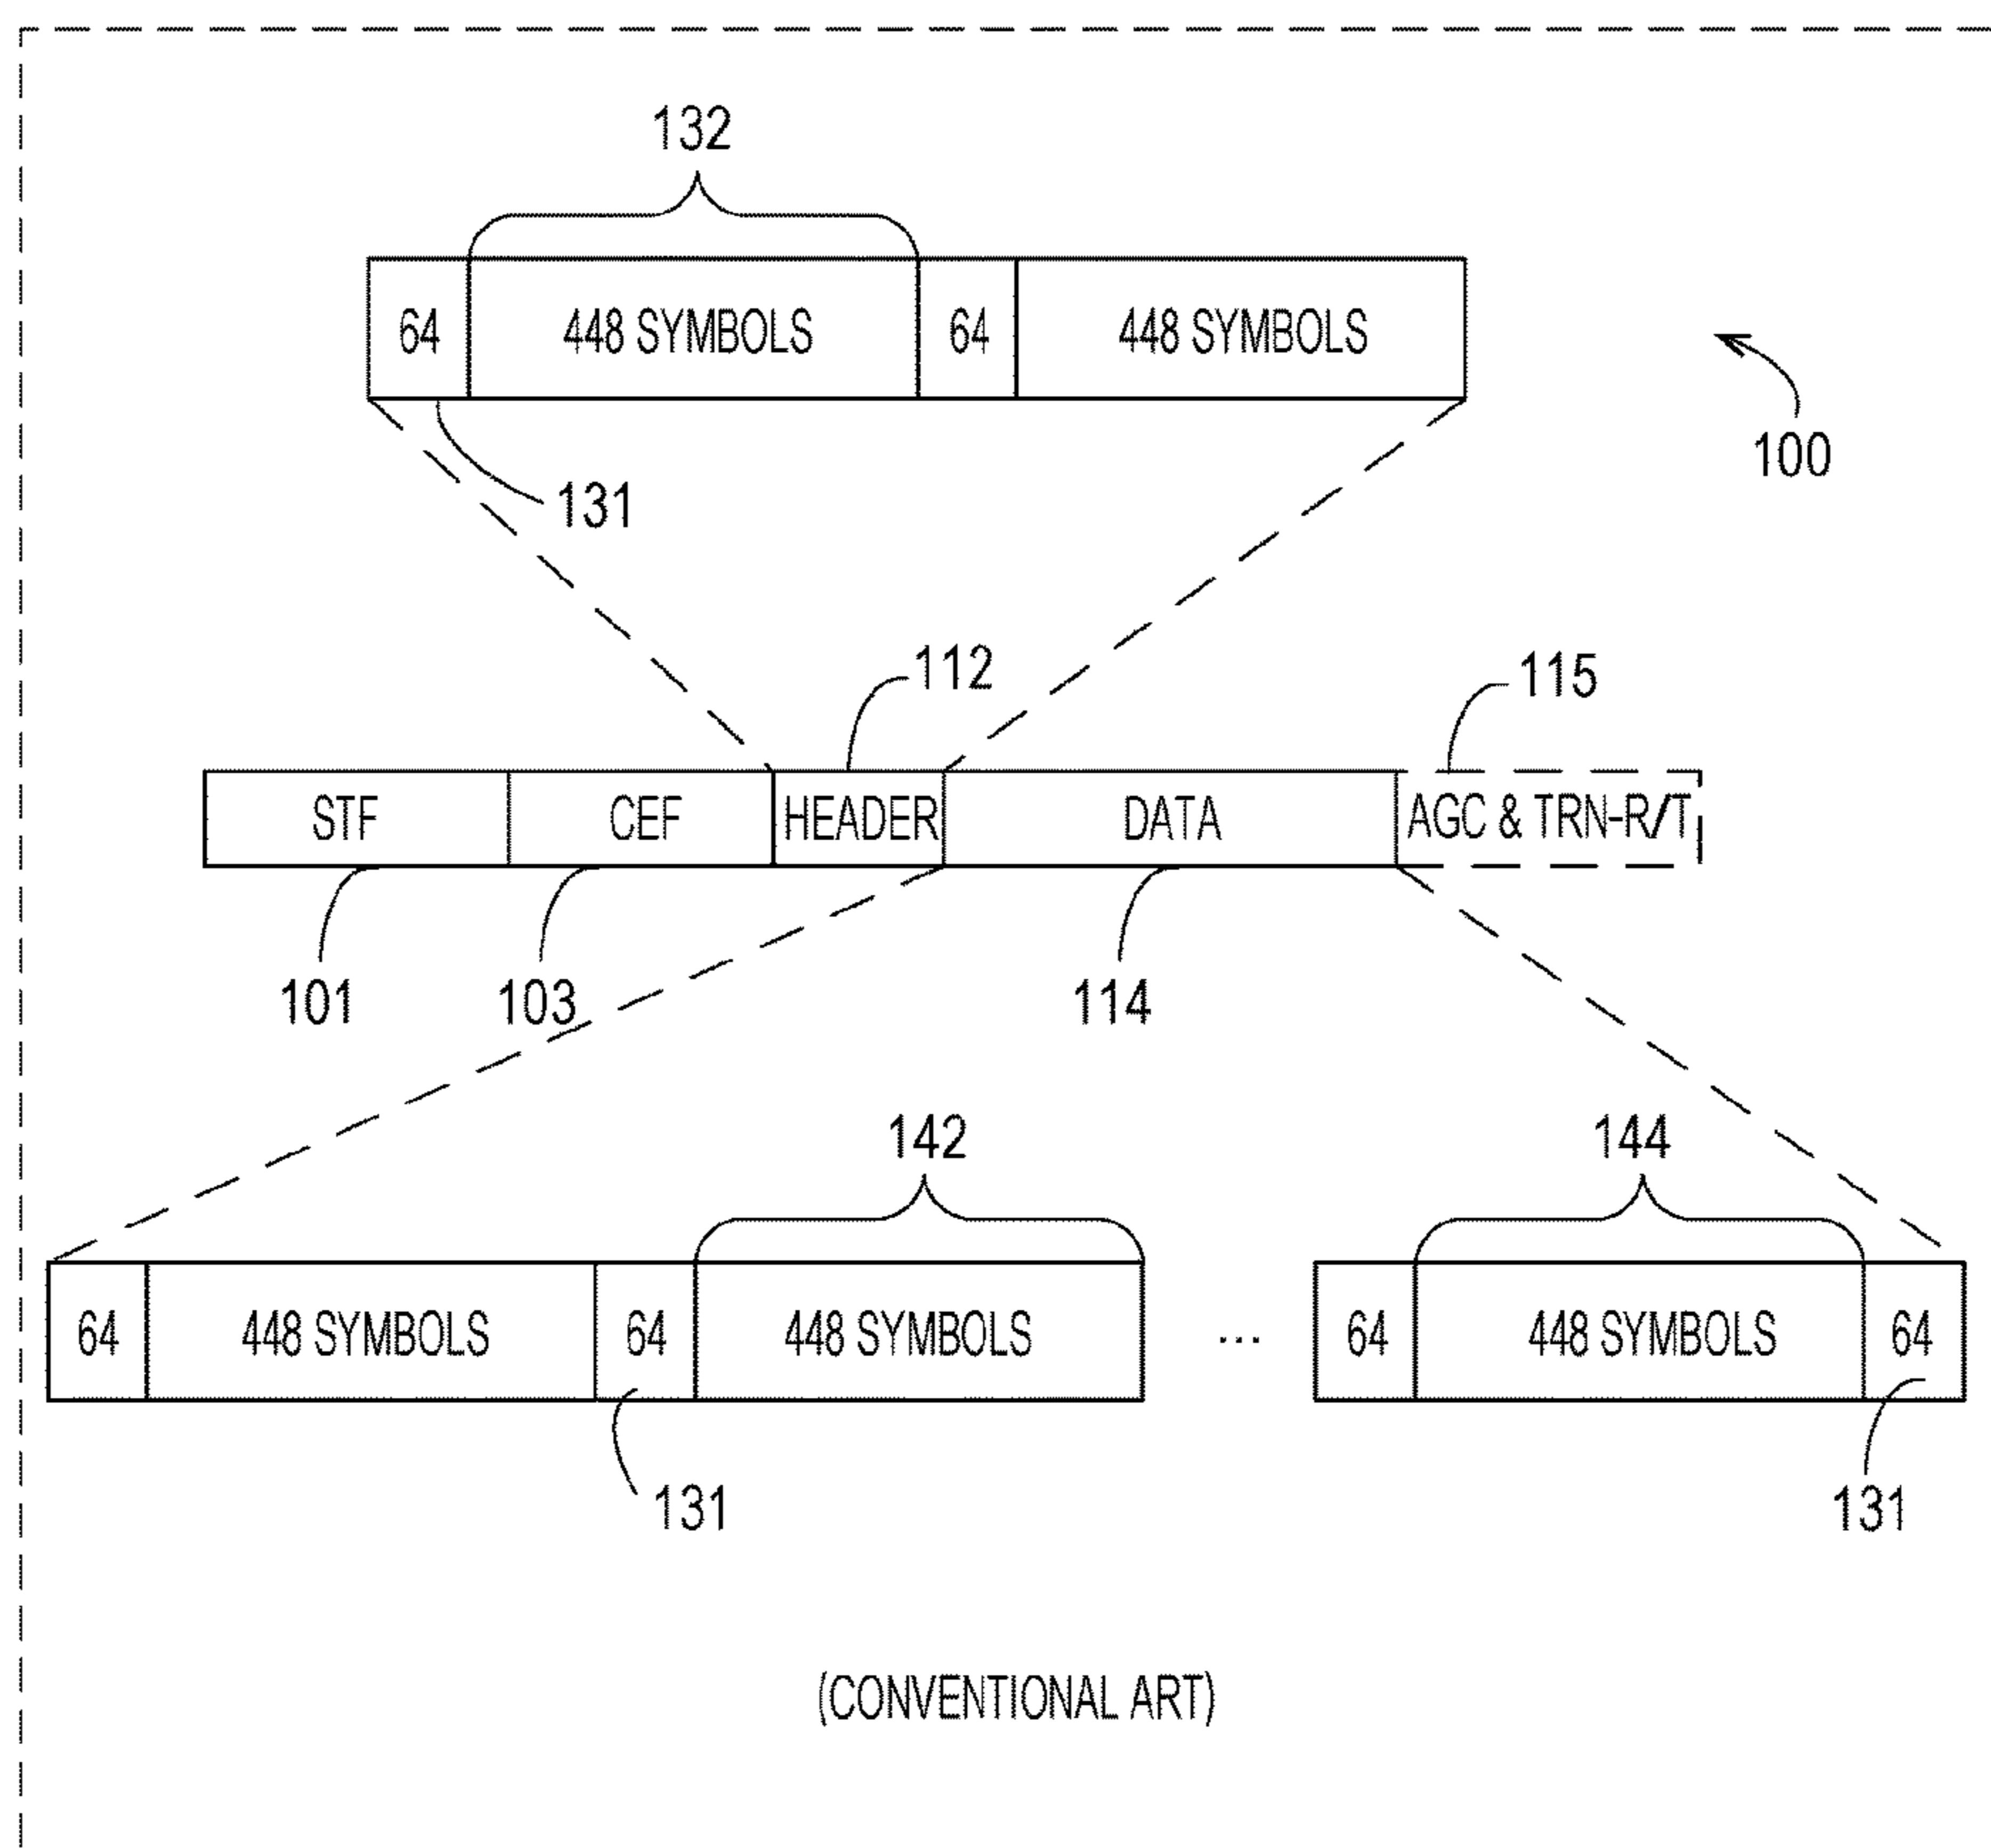 132
64 448 SYMBOLS 64 448 SYMBOLS
100
131
112 115
STF CEF HEADER DATA AGC & TRN-R/T
101 103 114
142 144
64 448 SYMBOLS 64 448 SYMBOLS ... 64 448 SYMBOLS 64
131 131
(CONVENTIONAL ART)